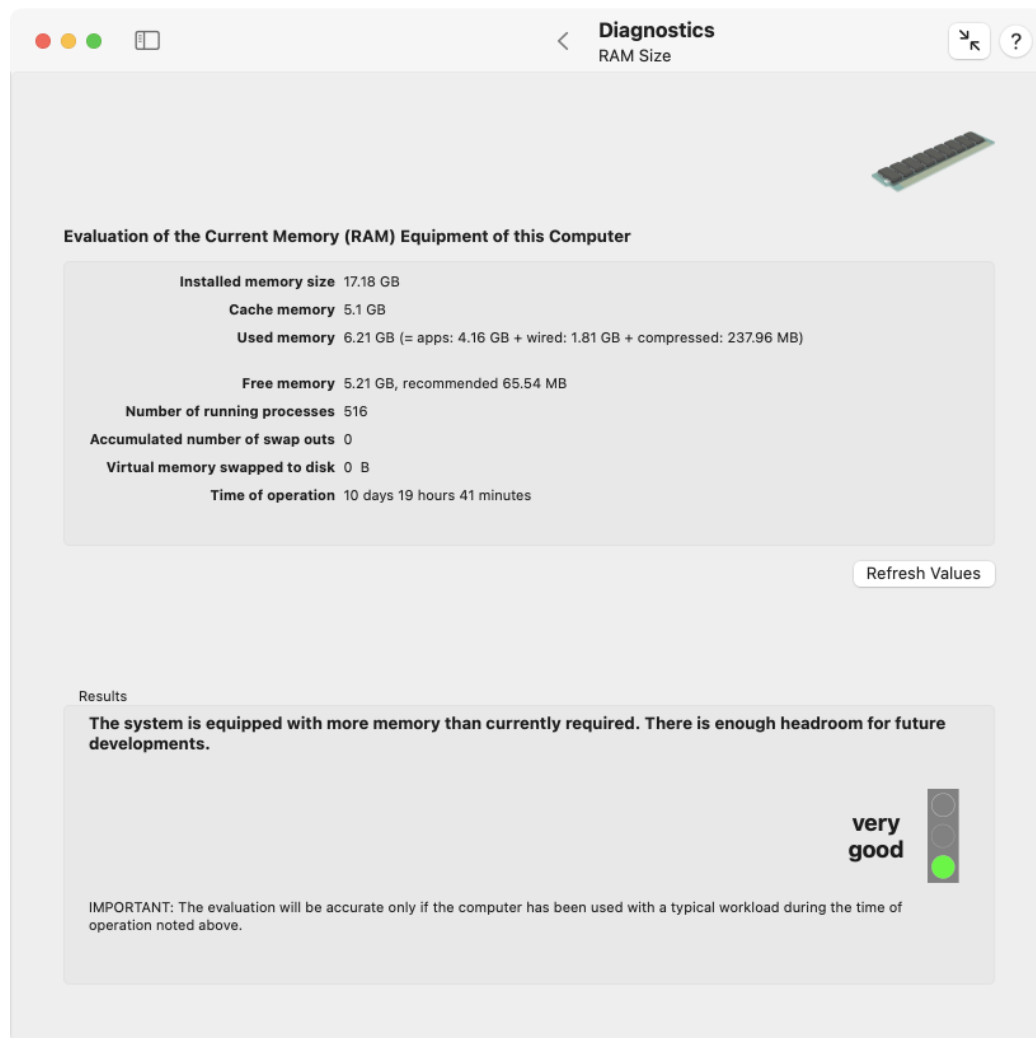 Diagnostics
RAM Size
?
Evaluation of the Current Memory (RAM) Equipment of this Computer
Installed memory size 17.18 GB
Cache memory 5.1 GB
Used memory 6.21 GB (= apps: 4.16 GB + wired: 1.81 GB + compressed: 237.96 MB)
Free memory 5.21 GB, recommended 65.54 MB
Number of running processes 516
Accumulated number of swap outs 0
Virtual memory swapped to disk 0 B
Time of operation 10 days 19 hours 41 minutes
Refresh Values
Results
The system is equipped with more memory than currently required. There is enough headroom for future
developments.
very
good
IMPORTANT: The evaluation will be accurate only if the computer has been used with a typical workload during the time of
operation noted above.